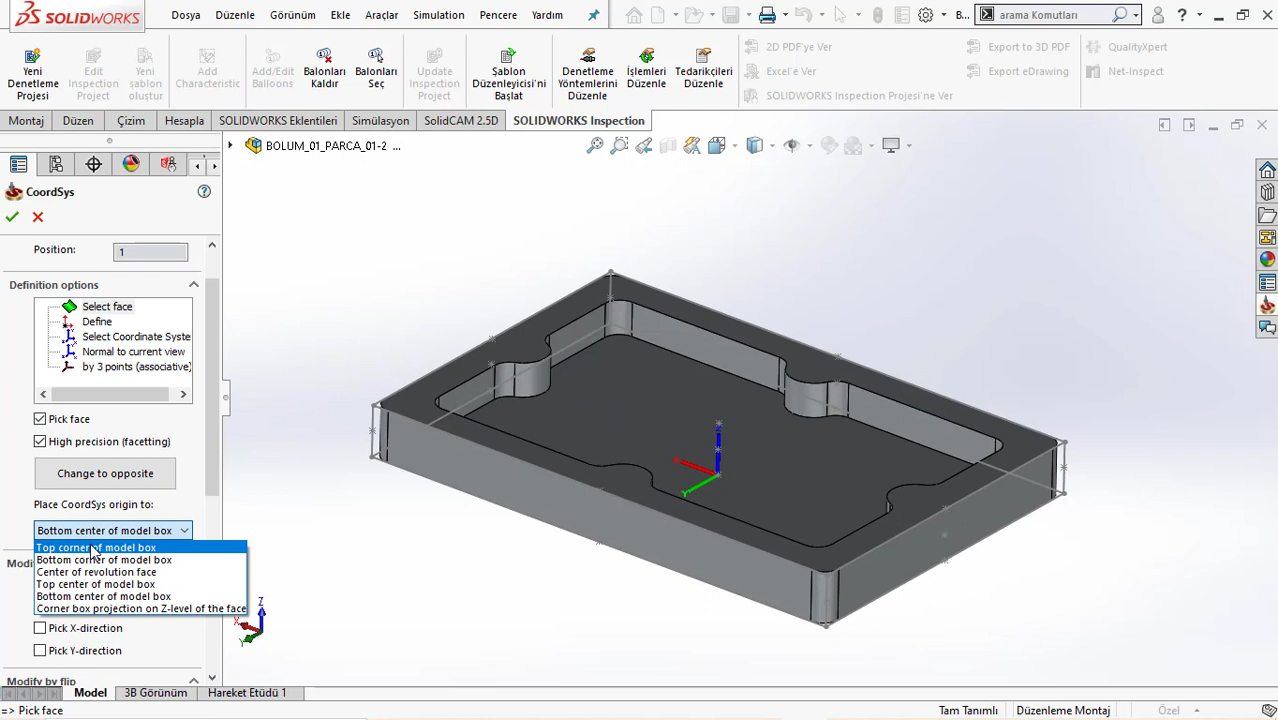 SOLIDWORKS
Dosya Düzenle Görünüm Ekle Araçlar Simulation Pencere Yardım
B... arama Komutları ?
Yeni Denetleme Projesi
Edit Inspection Project
Yeni şablon oluştur
Add Characteristic
Add/Edit Balloons
Balonları Kaldır
Balonları Seç
Update Inspection Project
Şablon Düzenleyicisi'ni Başlat
Denetleme Yöntemlerini Düzenle
İşlemleri Düzenle
Tedarikçileri Düzenle
2D PDF'ye Ver
Excel'e Ver
SOLIDWORKS Inspection Projesi'ne Ver
Export to 3D PDF
Export eDrawing
QualityXpert
Net-Inspect
Montaj Düzen Çizim Hesapla SOLIDWORKS Eklentileri Simülasyon SolidCAM 2.5D SOLIDWORKS Inspection
BOLUM_01_PARCA_01-2 ...
CoordSys
Position: 1
Definition options
Select face
Define
Select Coordinate Syste
Normal to current view
by 3 points (associative)
Pick face
High precision (facetting)
Change to opposite
Place CoordSys origin to:
Bottom center of model box
Top corner of model box
Bottom corner of model box
Center of revolution face
Top center of model box
Bottom center of model box
Corner box projection on Z-level of the face
Modi
Pick X-direction
Pick Y-direction
Modify by flip
Z
X
Y
Y
Model 3B Görünüm Hareket Etüdü 1
=> Pick face
Tam Tanımlı Düzenleme Montaj Özel